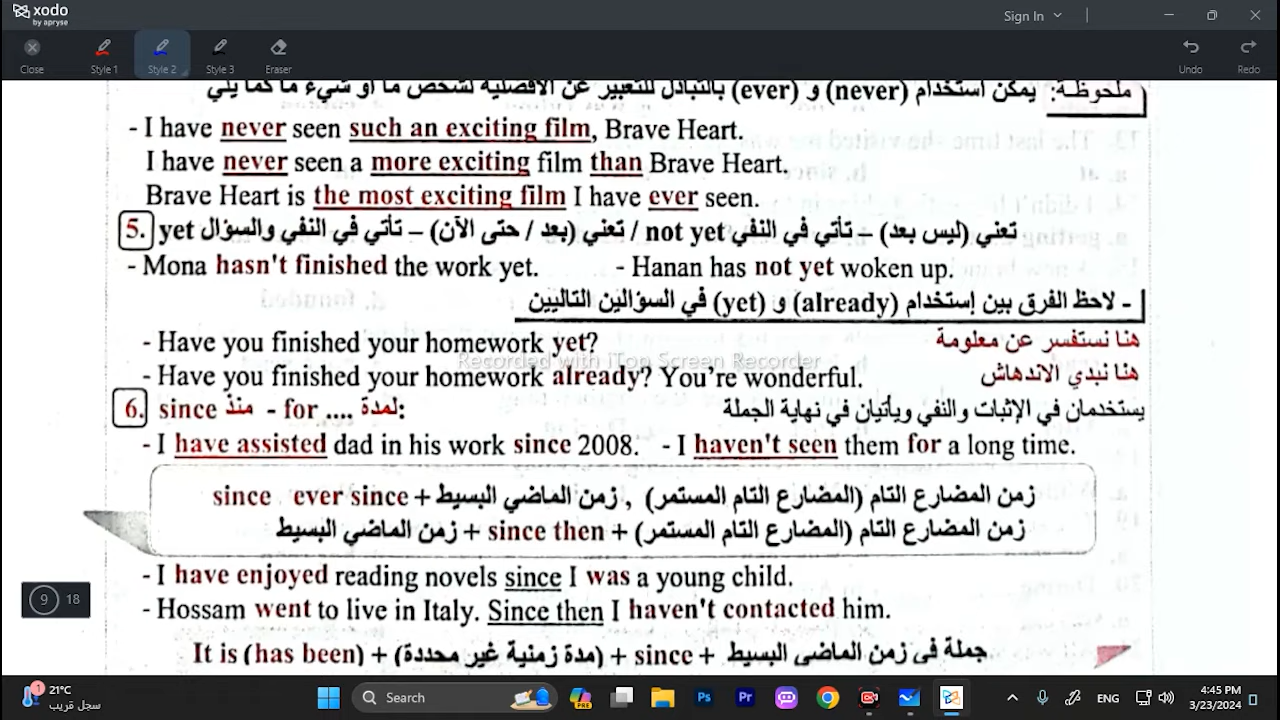 xodo
by apryse
Sign In
Close
Style 1
Style 2
Style 3
Eraser
Undo
Redo
ملحوظة: يمكن استخدام (never) و (ever) بالتبادل للتعبير عن الأفضلية لشخص ما أو شيء ما كما يلي
- I have never seen such an exciting film, Brave Heart.
I have never seen a more exciting film than Brave Heart.
Brave Heart is the most exciting film I have ever seen.
5. yet تعني (بعد / حتى الآن) – تأتي في النفي والسؤال / not yet تعني (ليس بعد) – تأتي في النفي
- Mona hasn't finished the work yet. - Hanan has not yet woken up.
- لاحظ الفرق بين إستخدام (already) و (yet) في السؤالين التاليين
- Have you finished your homework yet? هنا نستفسر عن معلومة
Recorded with iTop Screen Recorder
- Have you finished your homework already? You're wonderful. هنا نبدي الاندهاش
6. since منذ - for .... لمدة: يستخدمان في الإثبات والنفي ويأتيان في نهاية الجملة
- I have assisted dad in his work since 2008. - I haven't seen them for a long time.
زمن المضارع التام (المضارع التام المستمر) , زمن الماضي البسيط + since ever since
زمن المضارع التام (المضارع التام المستمر) + since then + زمن الماضي البسيط
- I have enjoyed reading novels since I was a young child.
- Hossam went to live in Italy. Since then I haven't contacted him.
It is (has been) + (مدة زمنية غير محددة) + since + جملة فى زمن الماضى البسيط
9 18
1
21°C
سجل قريب
Search
PRE
Ps
Pr
ENG
4:45 PM
3/23/2024